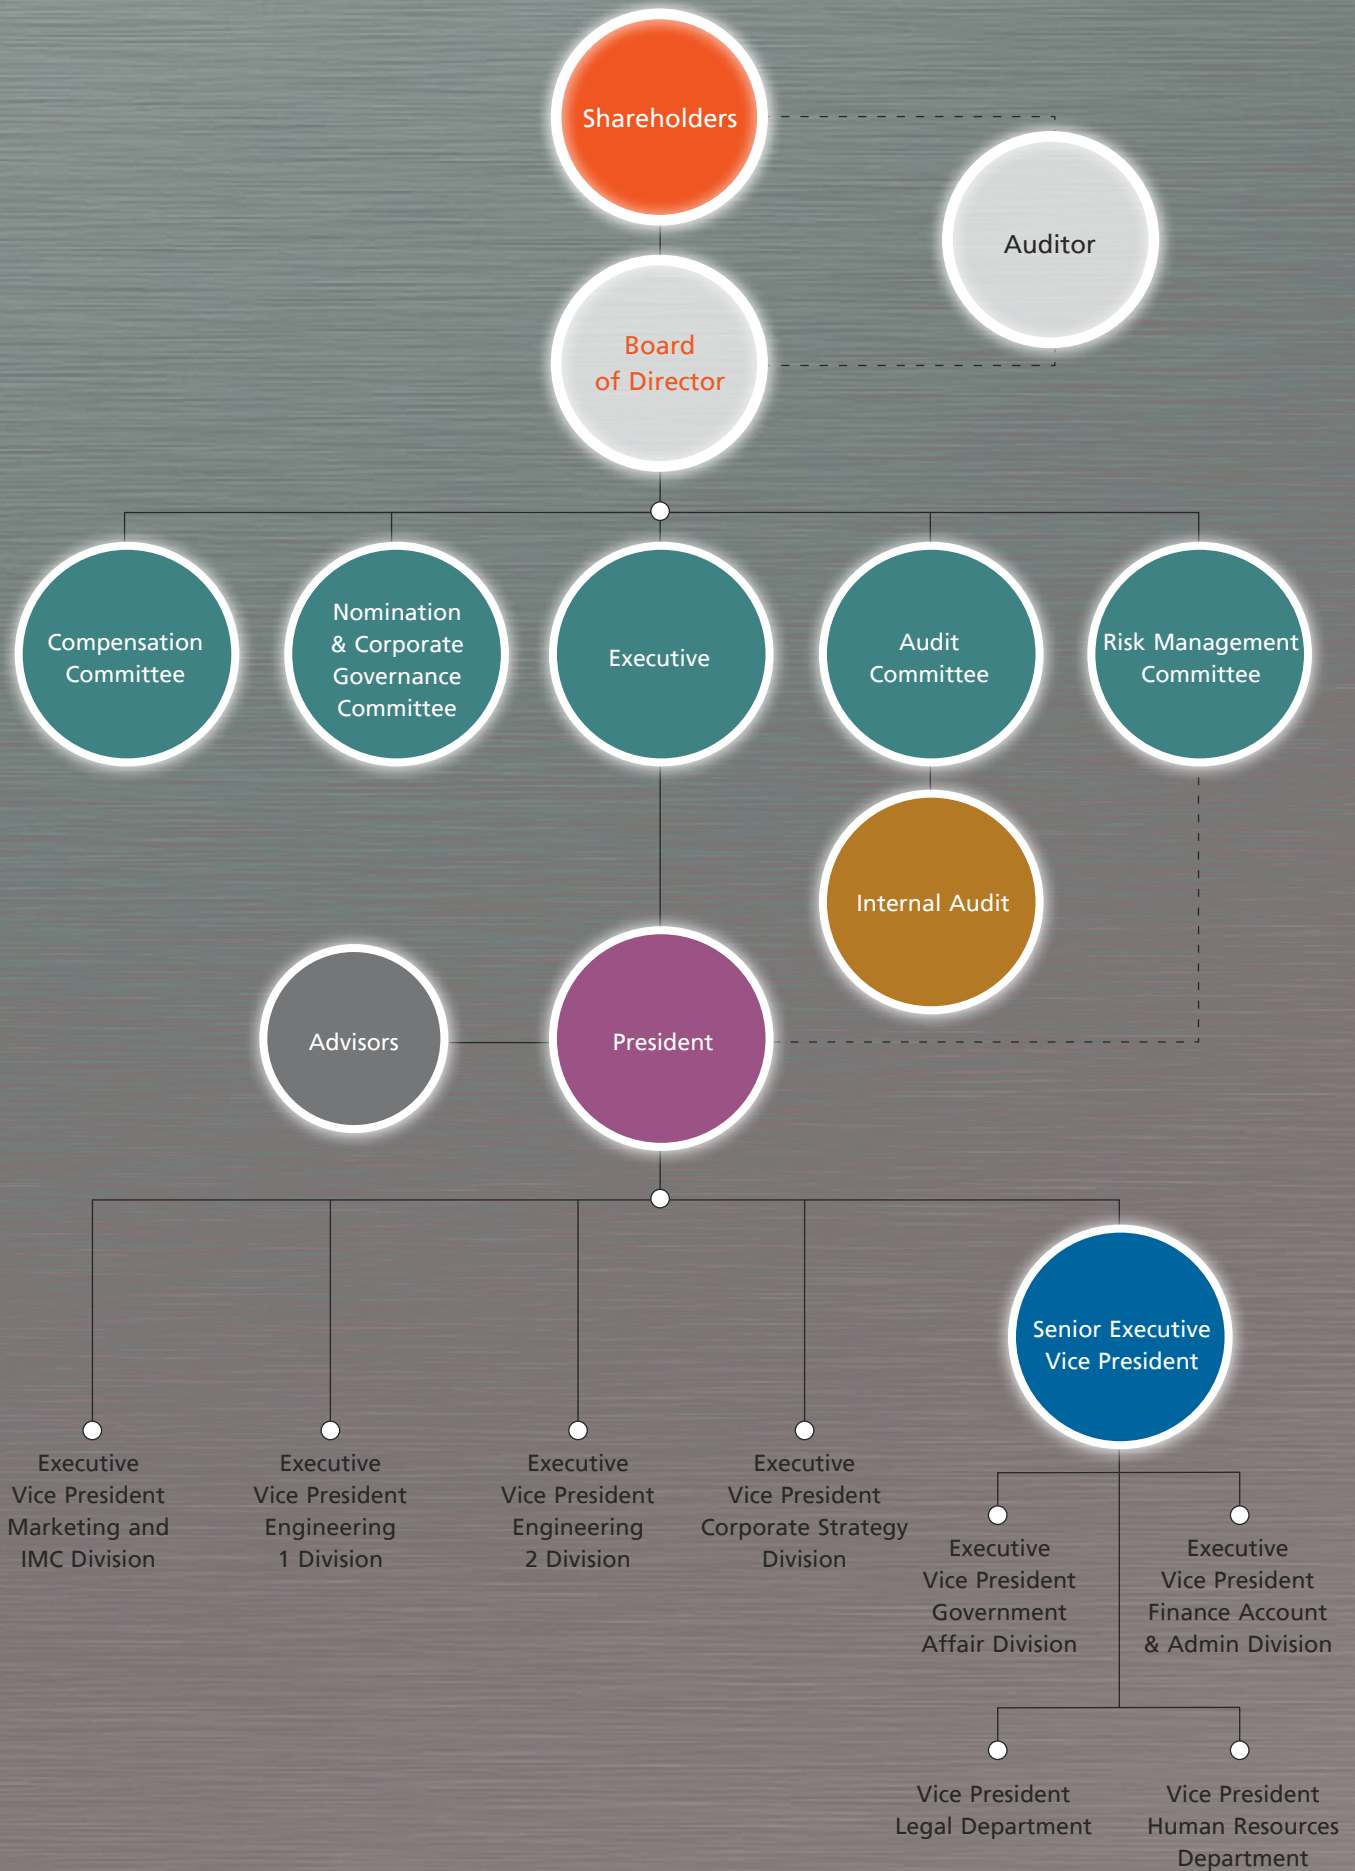 Shareholders
Auditor
Board
of Director
Compensation
Committee
Nomination
& Corporate
Governance
Committee
Executive
Audit
Committee
Risk Management
Committee
Internal Audit
Advisors
President
Senior Executive
Vice President
Executive
Vice President
Marketing and
IMC Division
Executive
Vice President
Engineering
1 Division
Executive
Vice President
Engineering
2 Division
Executive
Vice President
Corporate Strategy
Division
Executive
Vice President
Government
Affair Division
Executive
Vice President
Finance Account
& Admin Division
Vice President
Legal Department
Vice President
Human Resources
Department